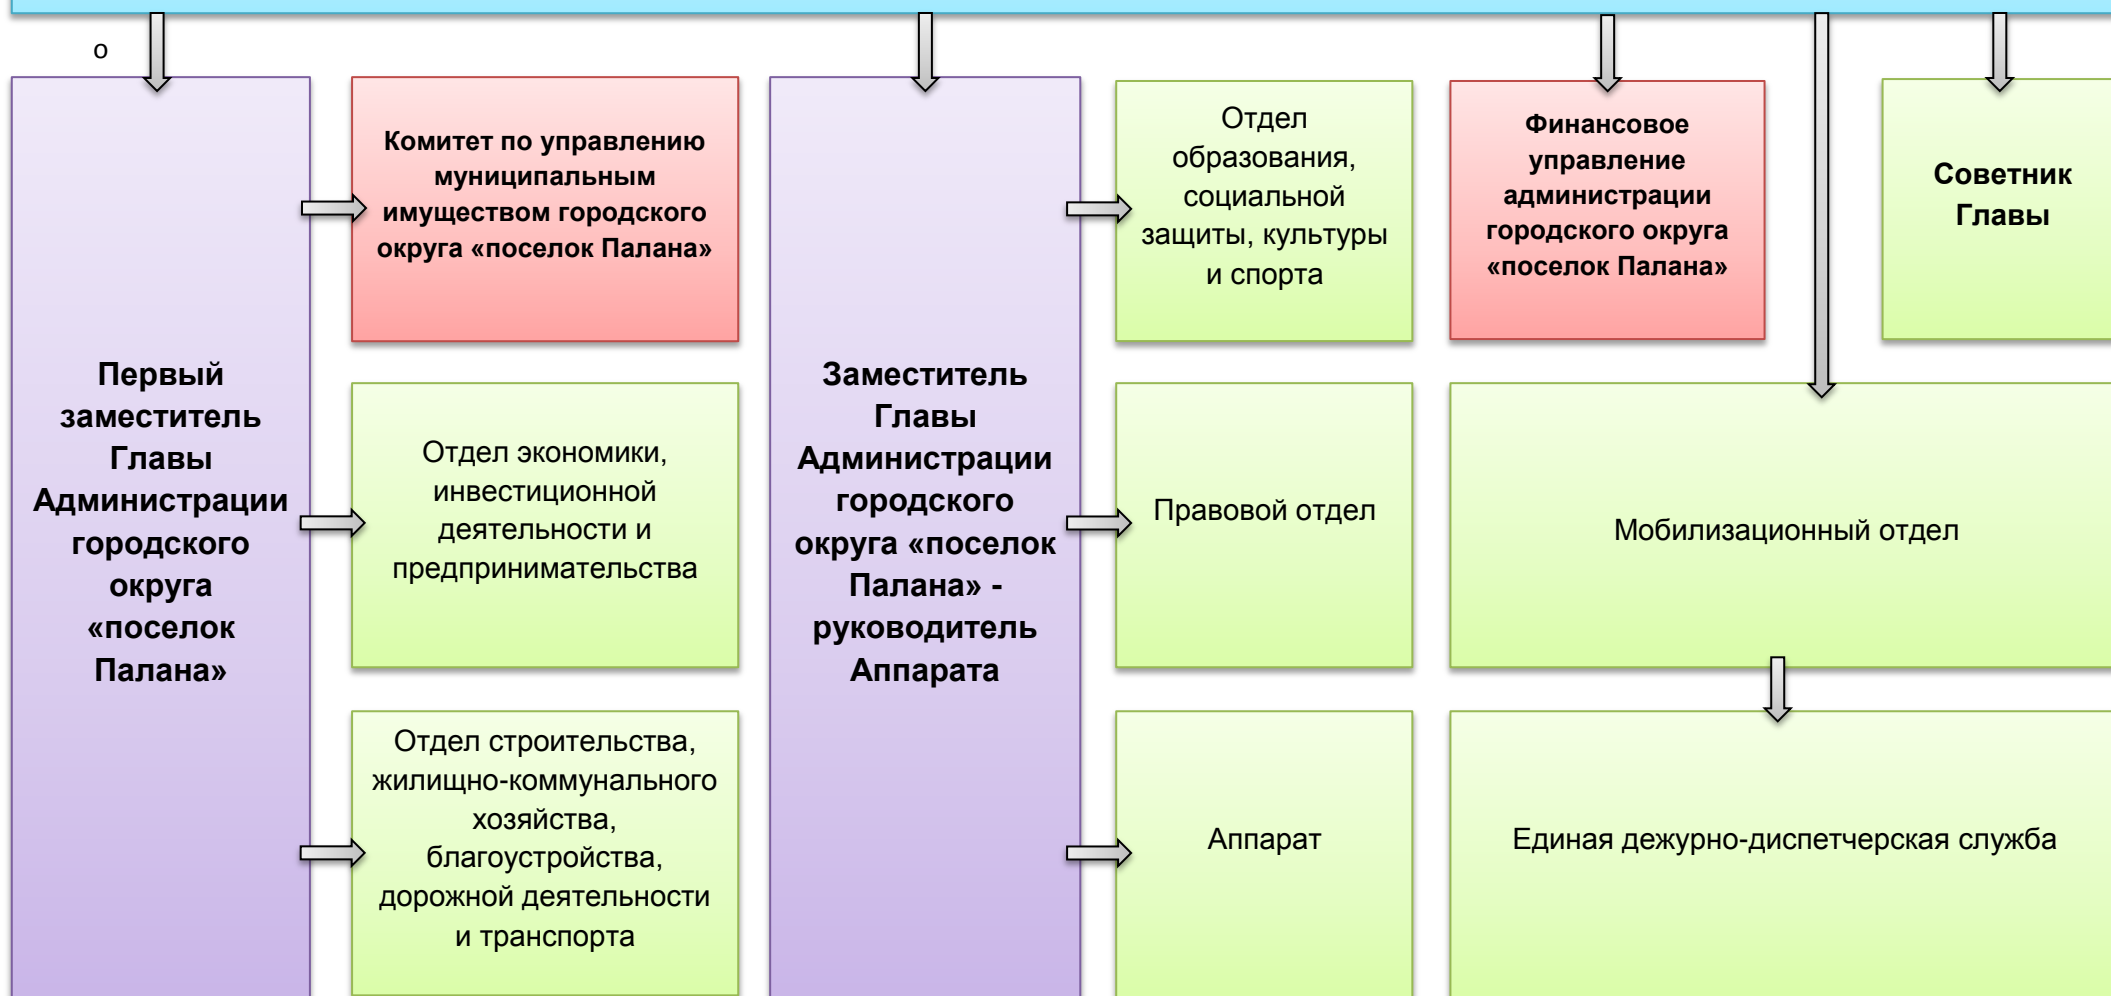 о
Первый
заместитель
Главы
Администрации
городского
округа
«поселок
Палана»
Комитет по управлению
муниципальным
имуществом городского
округа «поселок Палана»
Отдел экономики,
инвестиционной
деятельности и
предпринимательства
Отдел строительства,
жилищно-коммунального
хозяйства,
благоустройства,
дорожной деятельности
и транспорта
Заместитель
Главы
Администрации
городского
округа «поселок
Палана» -
руководитель
Аппарата
Отдел
образования,
социальной
защиты, культуры
и спорта
Правовой отдел
Аппарат
Финансовое
управление
администрации
городского округа
«поселок Палана»
Советник
Главы
Мобилизационный отдел
Единая дежурно-диспетчерская служба